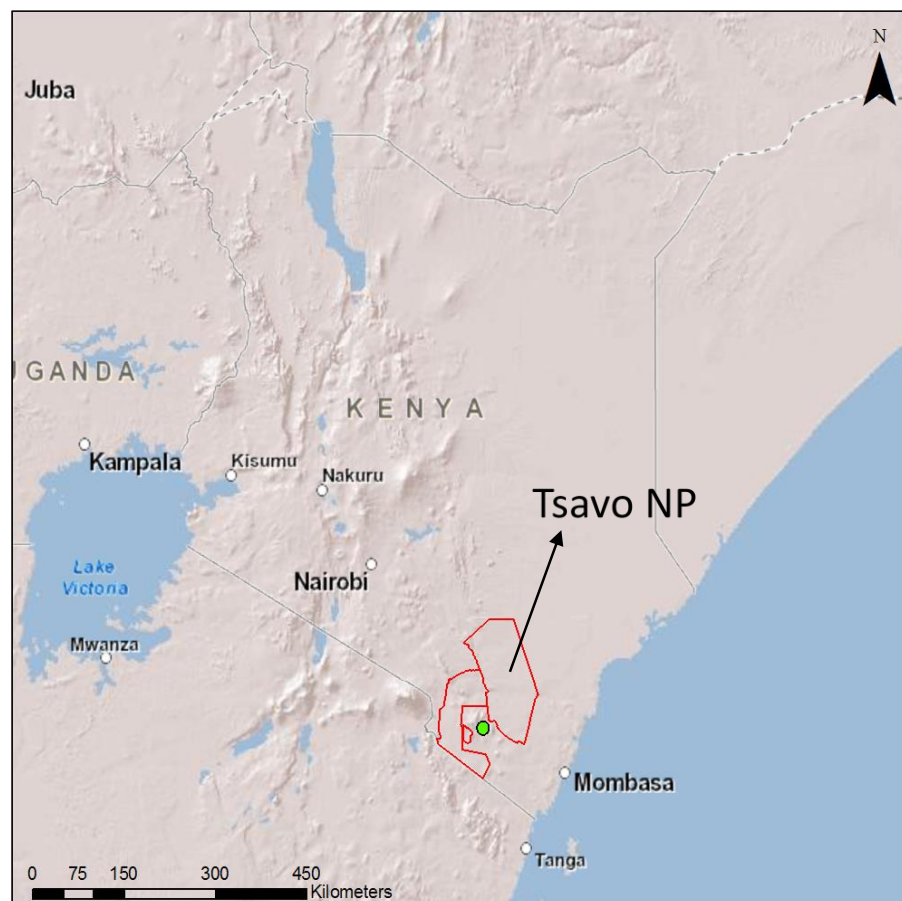 N
Juba
UGANDA
KENYA
Kampala
Kisumu
Nakuru
Tsavo NP
Lake
Victoria
Nairobi
Mwanza
Mombasa
Tanga
0 75 150 300 450
Kilometers